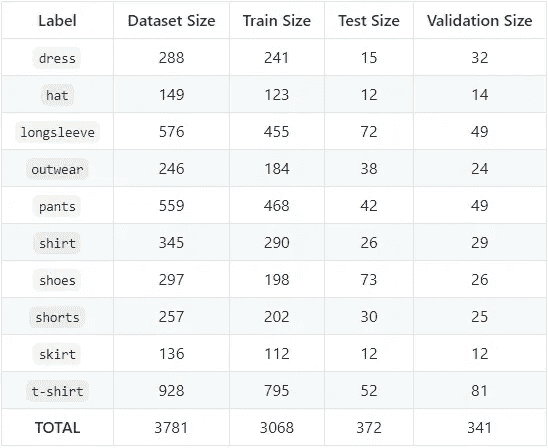 Label Dataset Size Train Size Test Size Validation Size
dress 288 241 15 32
hat 149 123 12 14
longsleeve 576 455 72 49
outwear 246 184 38 24
pants 559 468 42 49
shirt 345 290 26 29
shoes 297 198 73 26
shorts 257 202 30 25
skirt 136 112 12 12
t-shirt 928 795 52 81
TOTAL 3781 3068 372 341